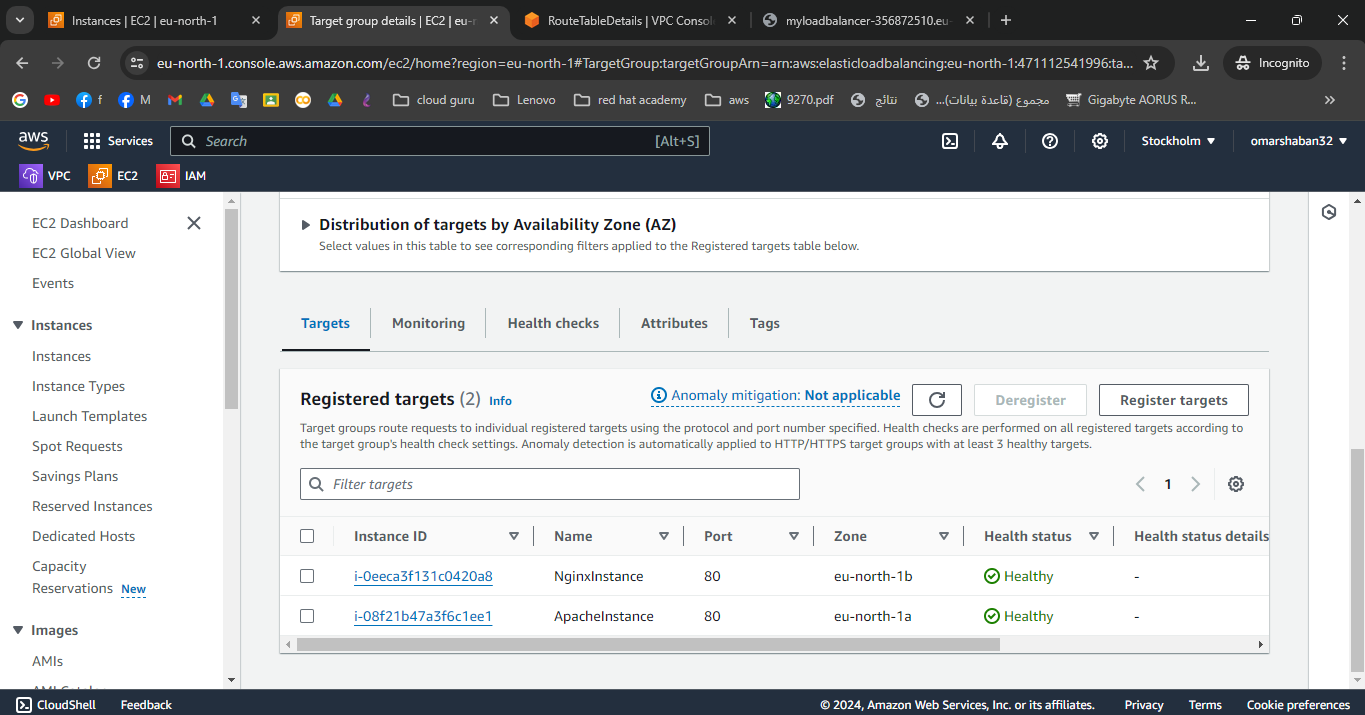 Instances | EC2 | eu-north-1
Target group details | EC2 | eu-n
RouteTableDetails | VPC Consol
myloadbalancer-356872510.eu-
eu-north-1.console.aws.amazon.com/ec2/home?region=eu-north-1#TargetGroup:targetGroupArn=arn:aws:elasticloadbalancing:eu-north-1:471112541996:ta...
Incognito
f
M
cloud guru
Lenovo
red hat academy
aws
9270.pdf
نتائج
مجموع (قاعدة بيانات)...
Gigabyte AORUS R...
aws
Services
Search
[Alt+S]
Stockholm
omarshaban32
VPC
EC2
IAM
EC2 Dashboard
EC2 Global View
Events
Instances
Instances
Instance Types
Launch Templates
Spot Requests
Savings Plans
Reserved Instances
Dedicated Hosts
Capacity
Reservations New
Images
AMIs
AMI Catalog
Distribution of targets by Availability Zone (AZ)
Select values in this table to see corresponding filters applied to the Registered targets table below.
Targets
Monitoring
Health checks
Attributes
Tags
Registered targets (2) Info
Anomaly mitigation: Not applicable
Deregister
Register targets
Target groups route requests to individual registered targets using the protocol and port number specified. Health checks are performed on all registered targets according to
the target group's health check settings. Anomaly detection is automatically applied to HTTP/HTTPS target groups with at least 3 healthy targets.
Filter targets
1
Instance ID Name Port Zone Health status Health status details
i-0eeca3f131c0420a8 NginxInstance 80 eu-north-1b Healthy -
i-08f21b47a3f6c1ee1 ApacheInstance 80 eu-north-1a Healthy -
CloudShell
Feedback
© 2024, Amazon Web Services, Inc. or its affiliates.
Privacy
Terms
Cookie preferences